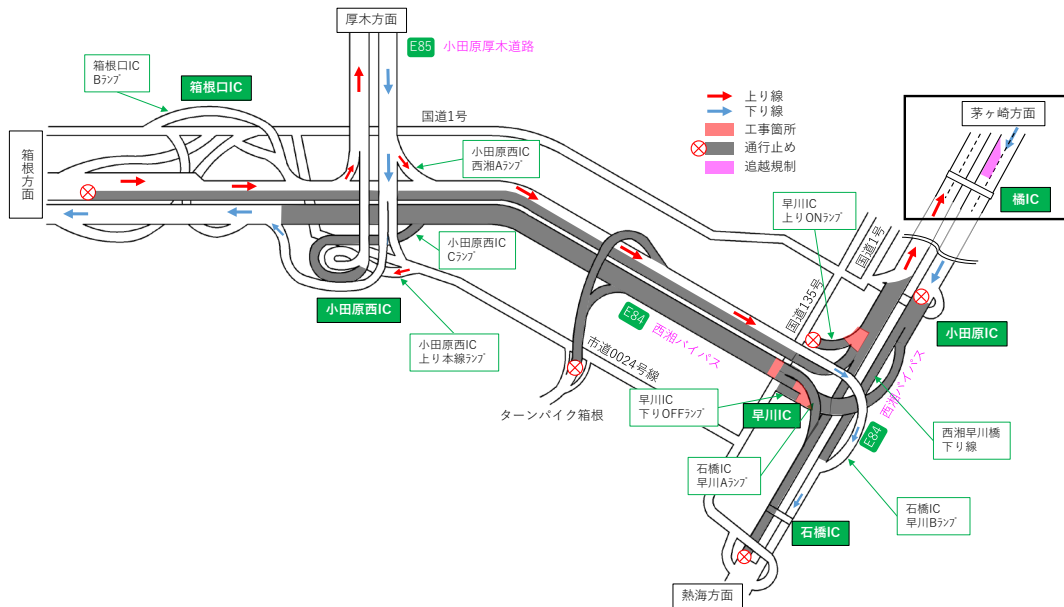 厚木方面
E85
小田原厚木道路
箱根口IC
Bﾗﾝﾌﾟ
箱根口IC
国道1号
上り線
下り線
工事箇所
通行止め
追越規制
茅ヶ崎方面
橘IC
箱根方面
小田原西IC
西湘Aﾗﾝﾌﾟ
早川IC
上りONﾗﾝﾌﾟ
国道1号
国道135号
小田原西IC
Cﾗﾝﾌﾟ
小田原西IC
小田原西IC
上り本線ﾗﾝﾌﾟ
E84
西湘バイパス
市道0024号線
小田原IC
ターンパイク箱根
早川IC
下りOFFﾗﾝﾌﾟ
早川IC
E84
西湘バイパス
西湘早川橋
下り線
石橋IC
早川Aﾗﾝﾌﾟ
石橋IC
早川Bﾗﾝﾌﾟ
石橋IC
熱海方面